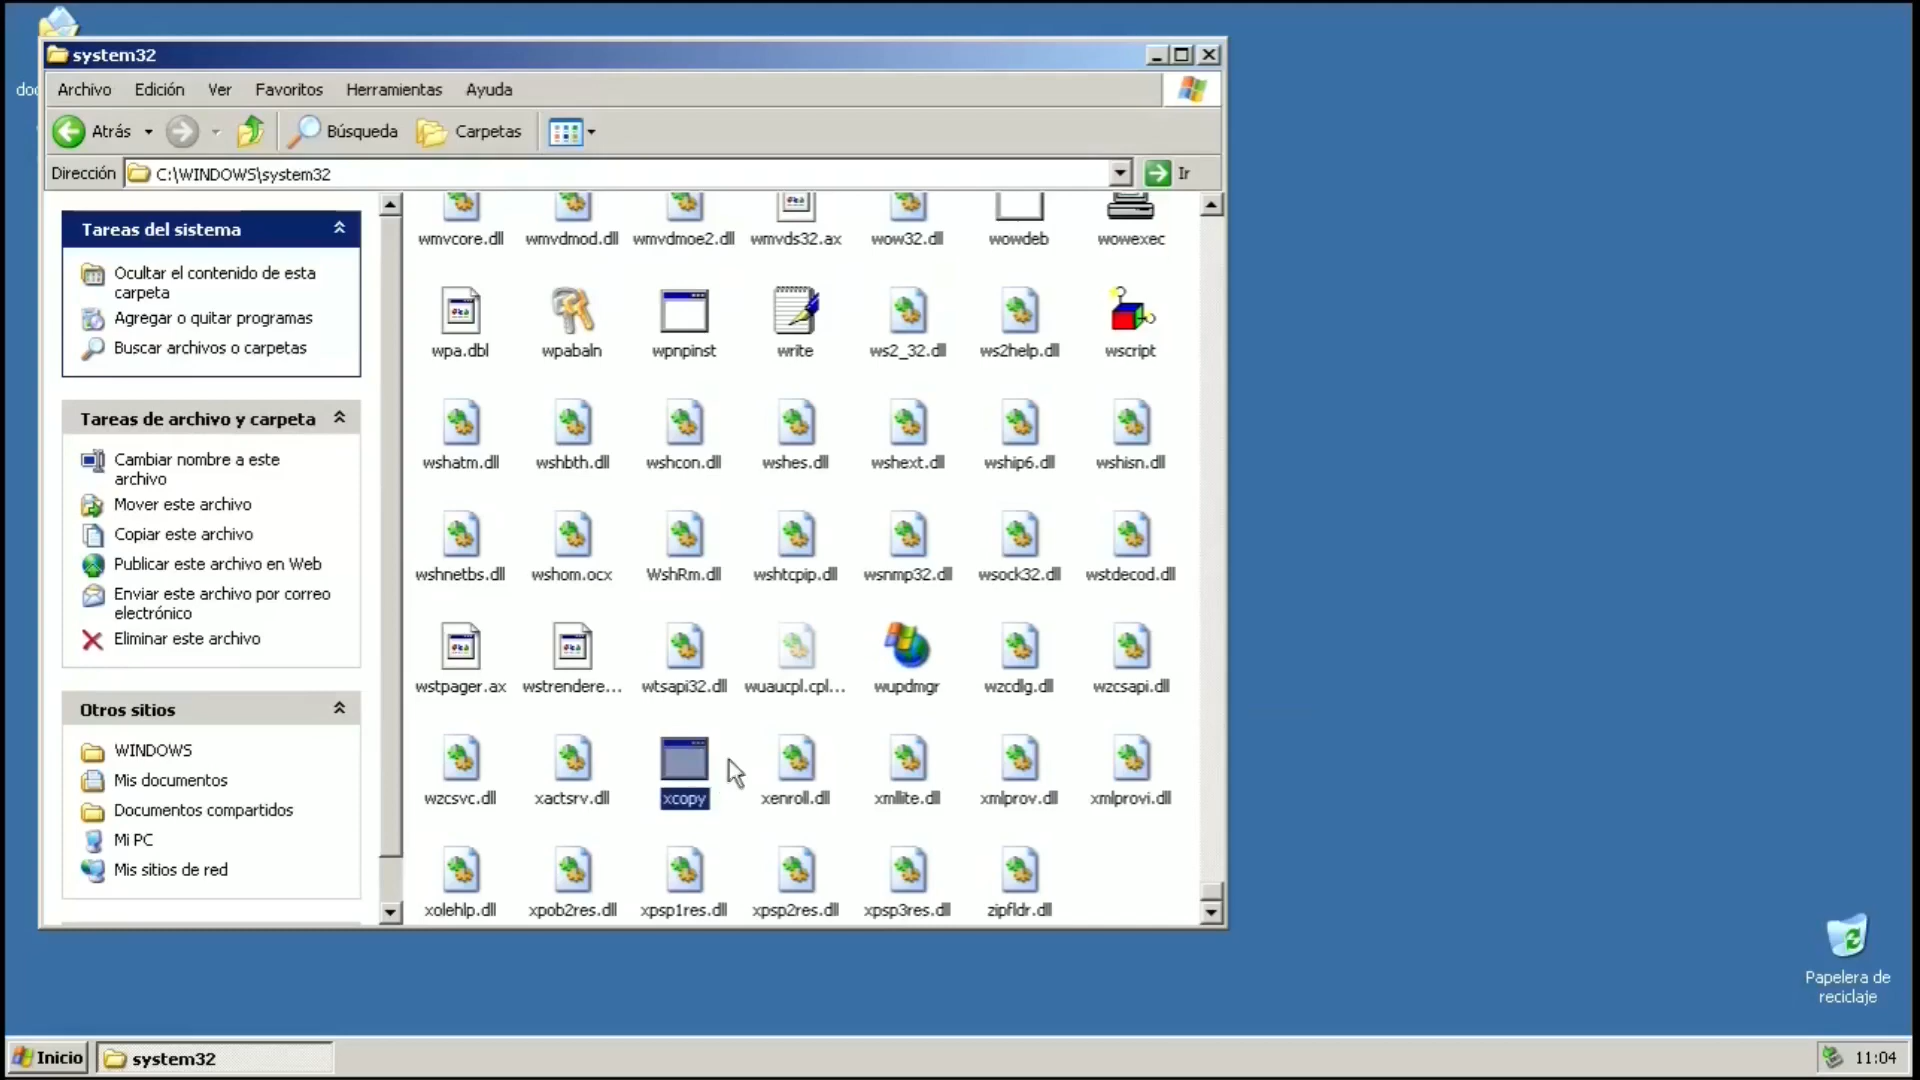 system32
Archivo Edición Ver Favoritos Herramientas Ayuda
Atrás Búsqueda Carpetas
Dirección C:\WINDOWS\system32 Ir
Tareas del sistema
Ocultar el contenido de esta
carpeta
Agregar o quitar programas
Buscar archivos o carpetas
Tareas de archivo y carpeta
Cambiar nombre a este
archivo
Mover este archivo
Copiar este archivo
Publicar este archivo en Web
Enviar este archivo por correo
electrónico
Eliminar este archivo
Otros sitios
WINDOWS
Mis documentos
Documentos compartidos
Mi PC
Mis sitios de red
wmvcore.dll wmvdmod.dll wmvdmoe2.dll wmvds32.ax wow32.dll wowdeb wowexec
wpa.dbl wpabaln wpnpinst write ws2_32.dll ws2help.dll wscript
wshatm.dll wshbth.dll wshcon.dll wshes.dll wshext.dll wship6.dll wshisn.dll
wshnetbs.dll wshom.ocx WshRm.dll wshtcpip.dll wsnmp32.dll wsock32.dll wstdecod.dll
wstpager.ax wstrendere... wtsapi32.dll wuaucpl.cpl... wupdmgr wzcdlg.dll wzcsapi.dll
wzcsvc.dll xactsrv.dll xcopy xenroll.dll xmllite.dll xmlprov.dll xmlprovi.dll
xolehlp.dll xpob2res.dll xpsp1res.dll xpsp2res.dll xpsp3res.dll zipfldr.dll
Papelera de
reciclaje
Inicio system32 11:04